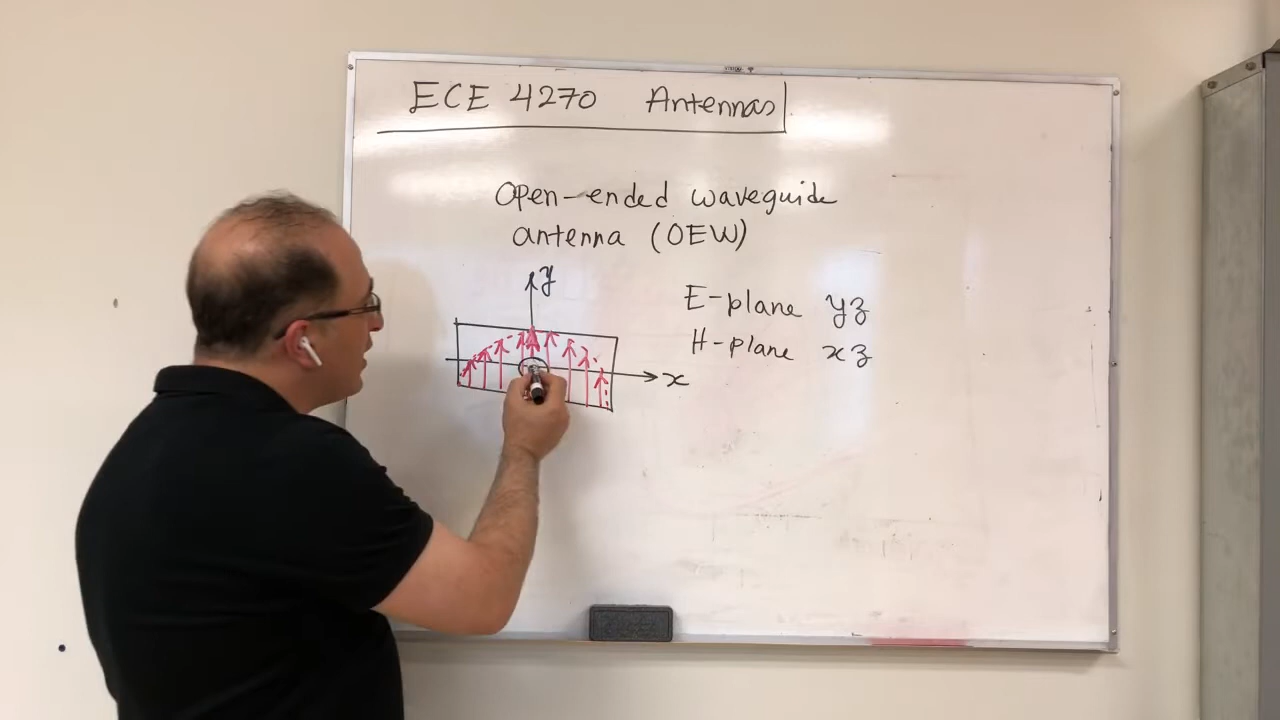 ECE 4270 Antennas
Open-ended waveguide
antenna (OEW)
y
E-plane yz
H-plane xz
x